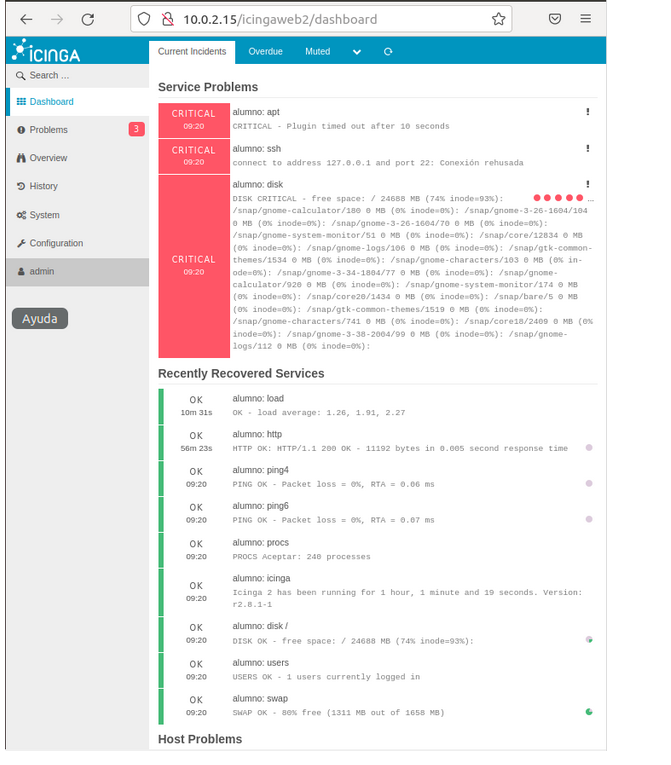 10.0.2.15/icingaweb2/dashboard
ICINGA
Current Incidents
Overdue
Muted
Search ...
Dashboard
Problems
3
Overview
History
System
Configuration
admin
Ayuda
Service Problems
CRITICAL
09:20
alumno: apt
CRITICAL - Plugin timed out after 10 seconds
CRITICAL
09:20
alumno: ssh
connect to address 127.0.0.1 and port 22: Conexión rehusada
CRITICAL
09:20
alumno: disk
DISK CRITICAL - free space: / 24688 MB (74% inode=93%):
/snap/gnome-calculator/180 0 MB (0% inode=0%): /snap/gnome-3-26-1604/104
0 MB (0% inode=0%): /snap/gnome-3-26-1604/70 0 MB (0% inode=0%):
/snap/gnome-system-monitor/51 0 MB (0% inode=0%): /snap/core/12834 0 MB
(0% inode=0%): /snap/gnome-logs/106 0 MB (0% inode=0%): /snap/gtk-common-
themes/1534 0 MB (0% inode=0%): /snap/gnome-characters/103 0 MB (0% in-
ode=0%): /snap/gnome-3-34-1804/77 0 MB (0% inode=0%): /snap/gnome-
calculator/920 0 MB (0% inode=0%): /snap/gnome-system-monitor/174 0 MB
(0% inode=0%): /snap/core20/1434 0 MB (0% inode=0%): /snap/bare/5 0 MB
(0% inode=0%): /snap/gtk-common-themes/1519 0 MB (0% inode=0%):
/snap/gnome-characters/741 0 MB (0% inode=0%): /snap/core18/2409 0 MB (0%
inode=0%): /snap/gnome-3-38-2004/99 0 MB (0% inode=0%): /snap/gnome-
logs/112 0 MB (0% inode=0%):
...
Recently Recovered Services
OK
10m 31s
alumno: load
OK - load average: 1.26, 1.91, 2.27
OK
56m 23s
alumno: http
HTTP OK: HTTP/1.1 200 OK - 11192 bytes in 0.005 second response time
OK
09:20
alumno: ping4
PING OK - Packet loss = 0%, RTA = 0.06 ms
OK
09:20
alumno: ping6
PING OK - Packet loss = 0%, RTA = 0.07 ms
OK
09:20
alumno: procs
PROCS Aceptar: 240 processes
OK
09:20
alumno: icinga
Icinga 2 has been running for 1 hour, 1 minute and 19 seconds. Version:
r2.8.1-1
OK
09:20
alumno: disk /
DISK OK - free space: / 24688 MB (74% inode=93%):
OK
09:20
alumno: users
USERS OK - 1 users currently logged in
OK
09:20
alumno: swap
SWAP OK - 80% free (1311 MB out of 1658 MB)
Host Problems